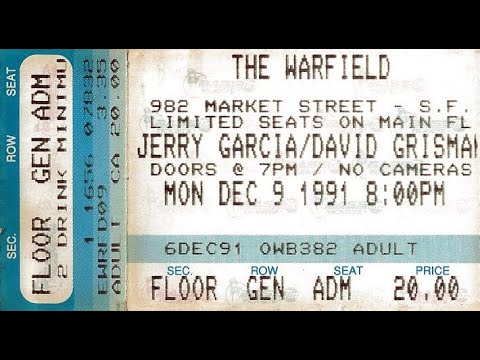 SEC. ROW SEAT
FLOOR GEN ADM
2 DRINK MINIMU
1 1656 07832
EWRFD09
ADULT CA 20.00 3.00
THE WARFIELD
982 MARKET STREET - S.F.
LIMITED SEATS ON MAIN FL
JERRY GARCIA/DAVID GRISMAN
DOORS @ 7PM / NO CAMERAS
MON DEC 9 1991 8:00PM
6DEC91 OWB382 ADULT
SEC. ROW SEAT PRICE
FLOOR GEN ADM 20.00